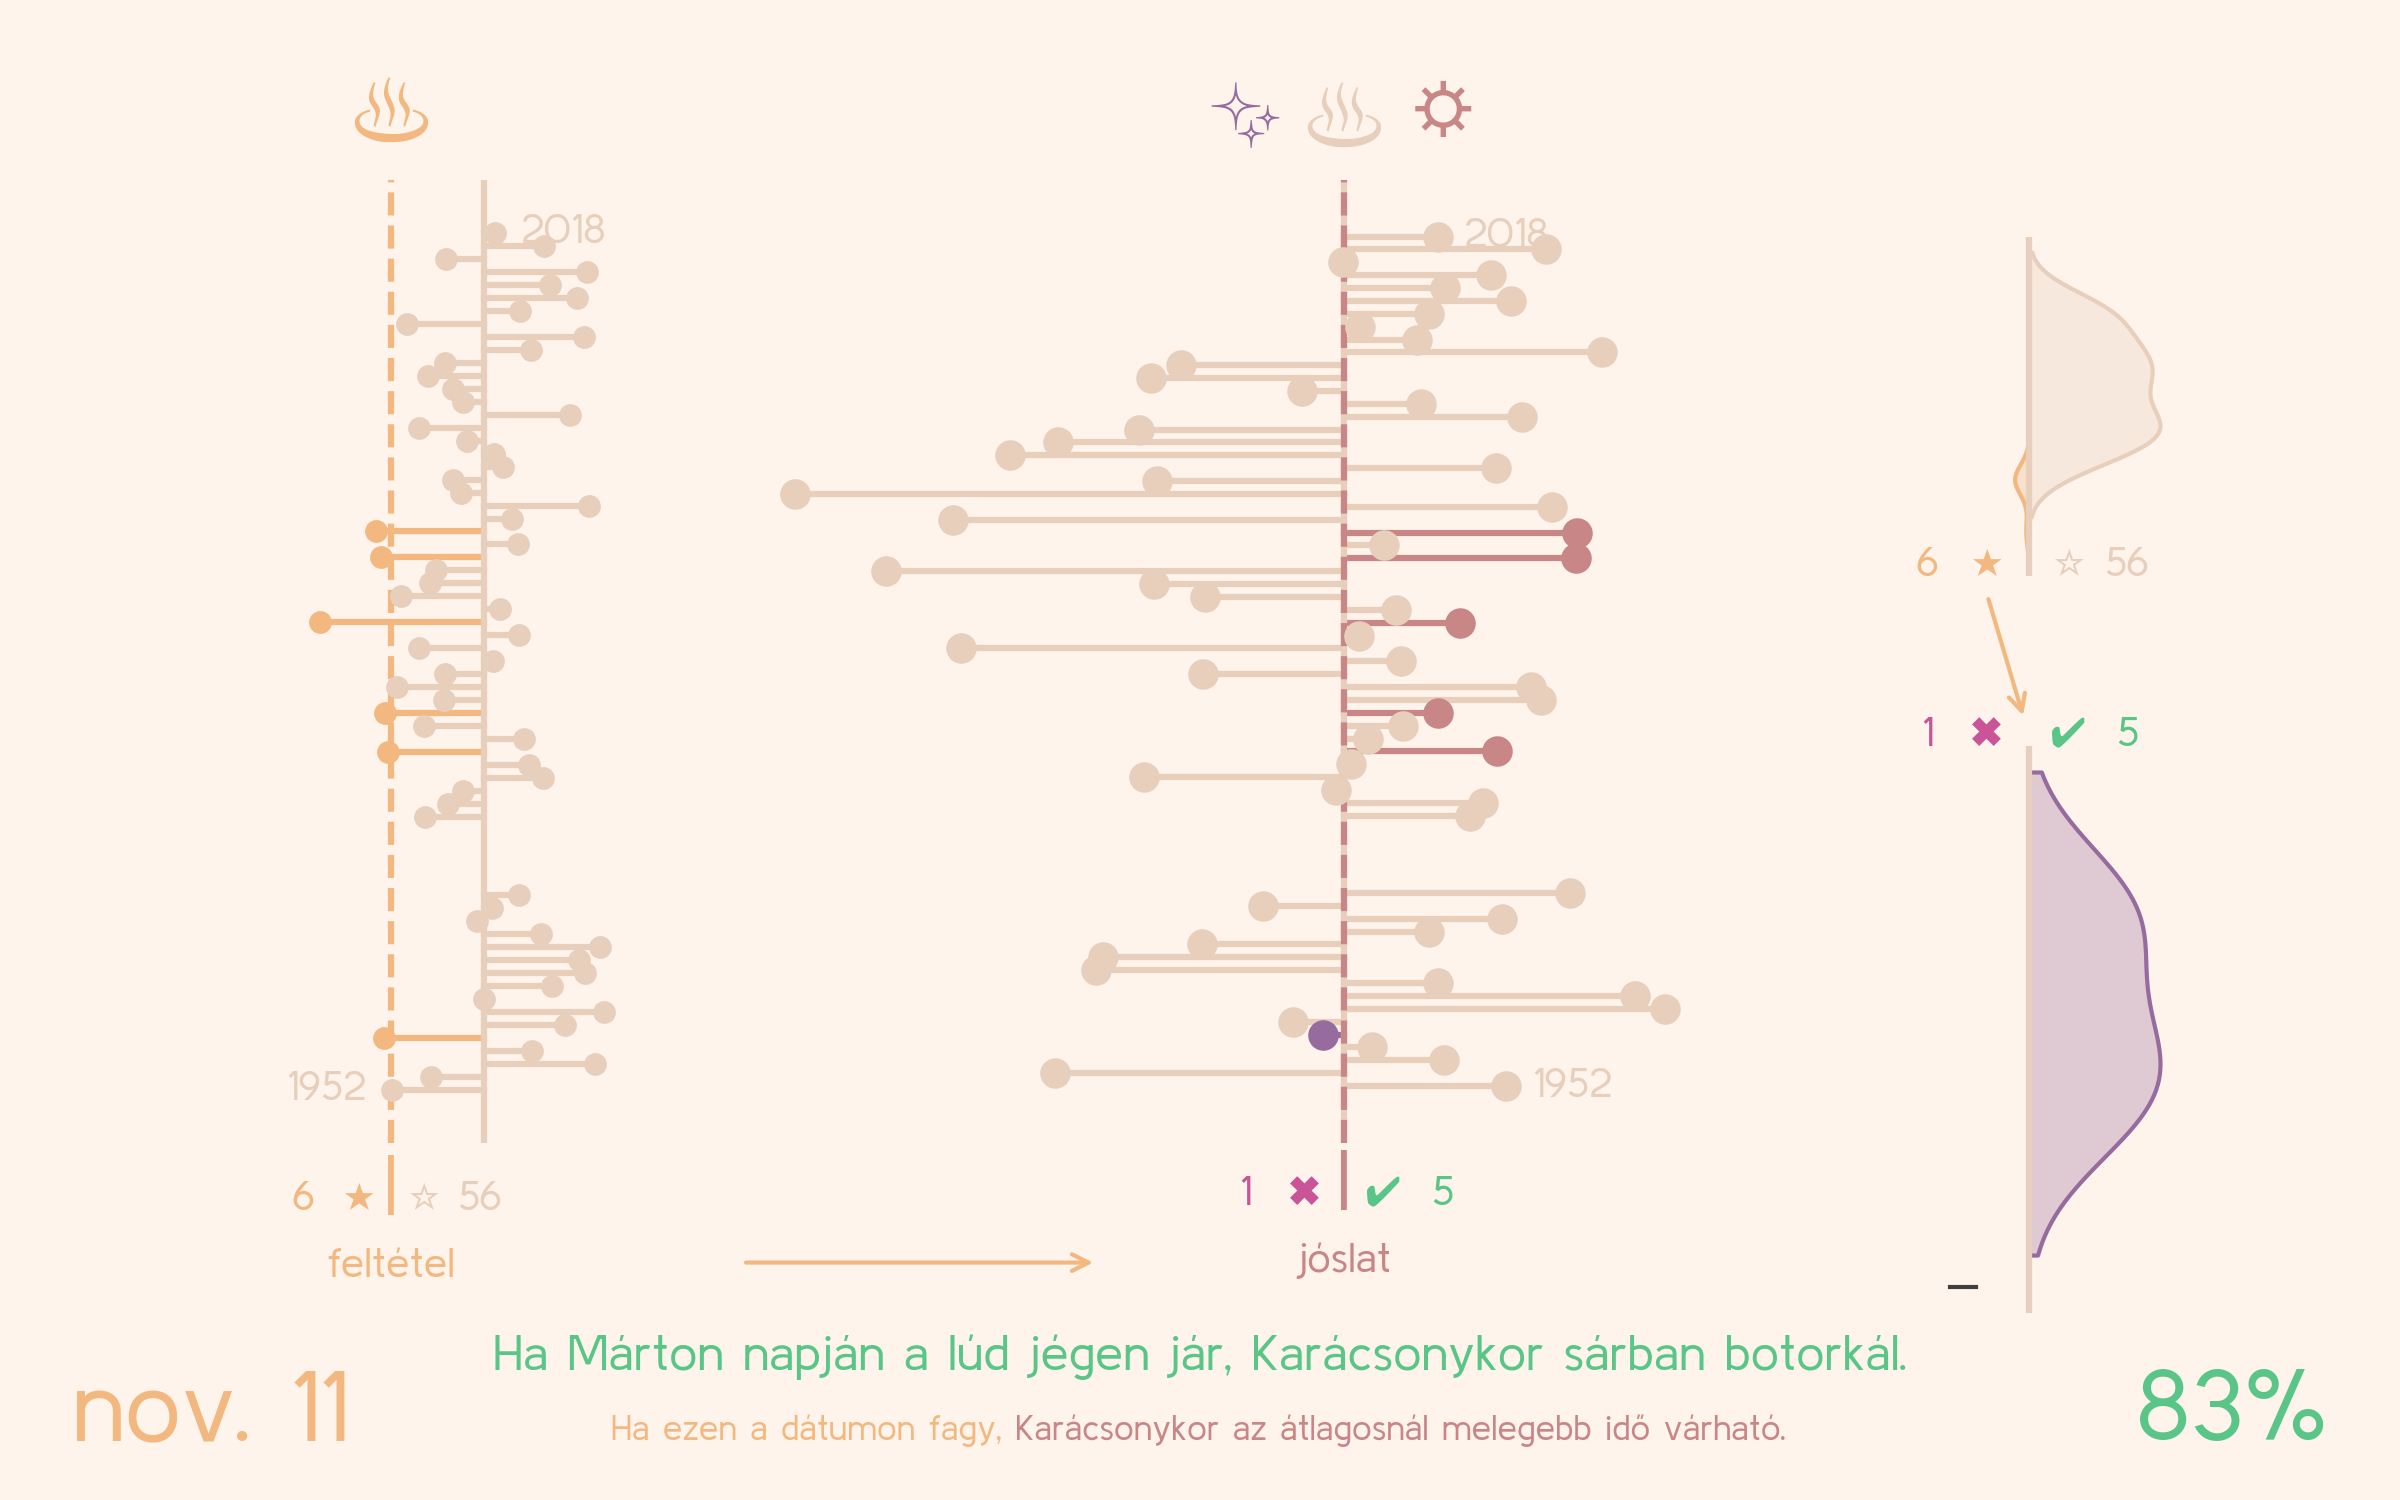 2018
2018
6 ★ ☆ 56
1 ✖ ✔ 5
1952
1952
6 ★ ☆ 56
1 ✖ ✔ 5
feltétel
jóslat
Ha Márton napján a lúd jégen jár, Karácsonykor sárban botorkál.
nov. 11
83%
Ha ezen a dátumon fagy, Karácsonykor az átlagosnál melegebb idő várható.